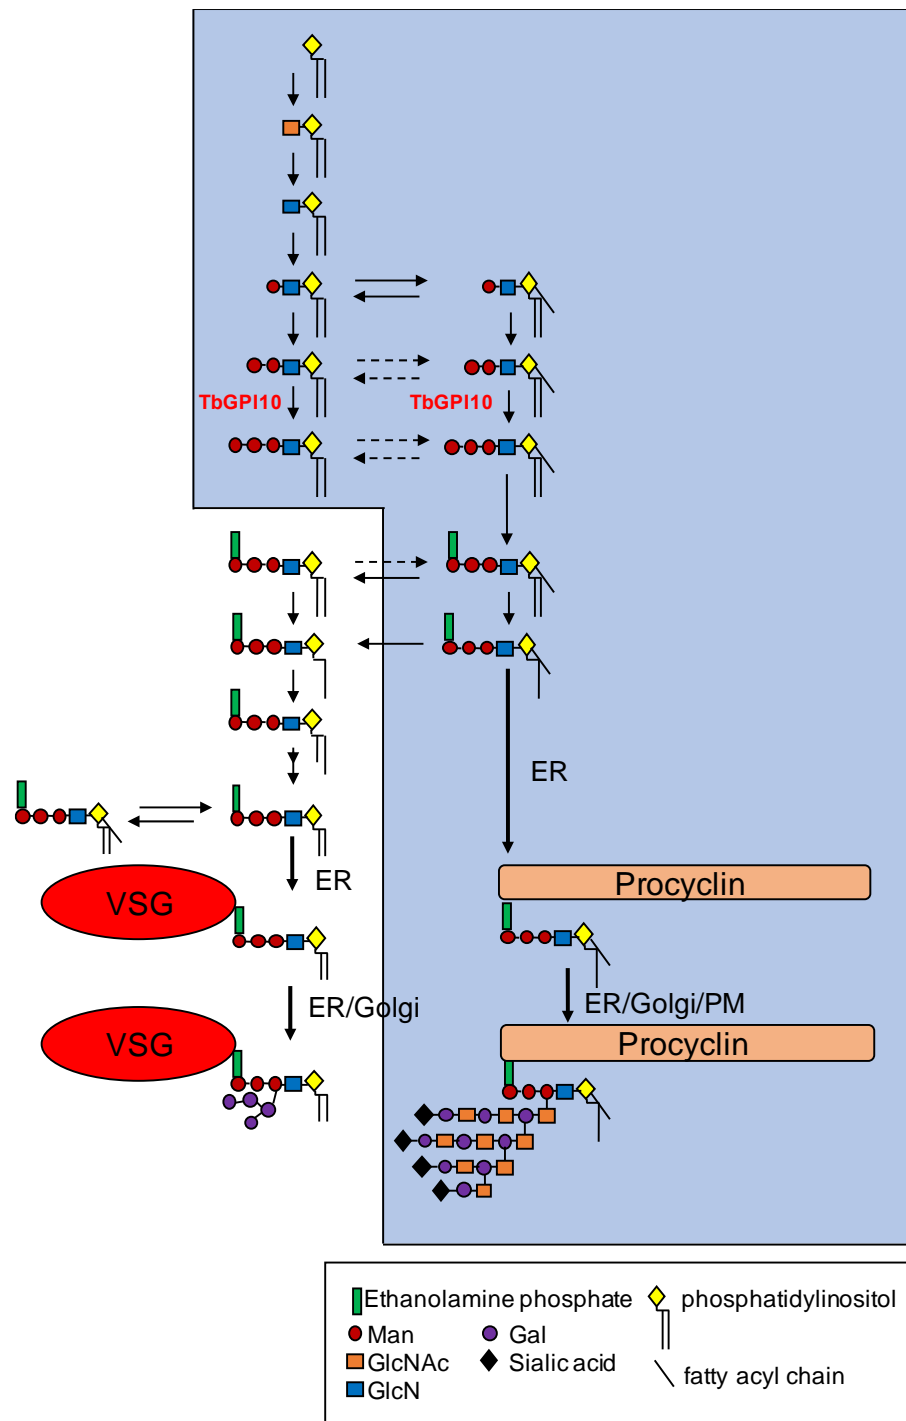 TbGPI10
TbGPI10
ER
ER
Procyclin
VSG
ER/Golgi
ER/Golgi/PM
VSG
Procyclin
Ethanolamine phosphate
phosphatidylinositol
Man
Gal
GlcNAc
Sialic acid
fatty acyl chain
GlcN